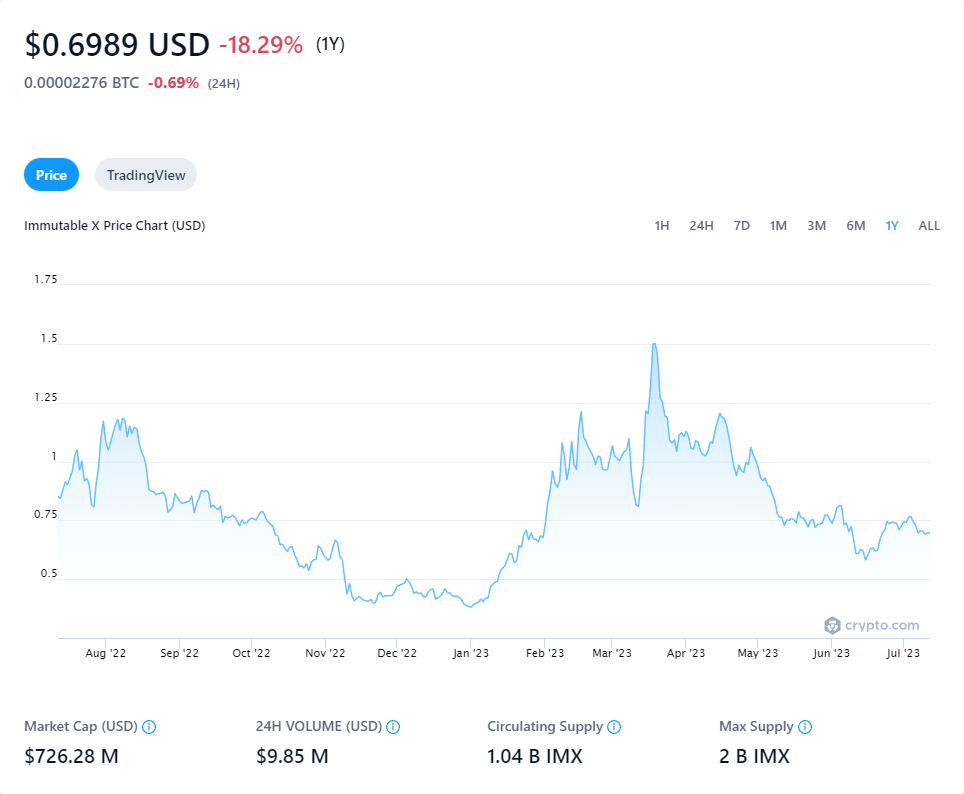 $0.6989 USD -18.29% (1Y)
0.00002276 BTC -0.69% (24H)
Price TradingView
Immutable X Price Chart (USD) 1H 24H 7D 1M 3M 6M 1Y ALL
1.75
1.5
1.25
1
0.75
0.5
crypto.com
Aug '22 Sep '22 Oct '22 Nov '22 Dec '22 Jan '23 Feb '23 Mar '23 Apr '23 May '23 Jun '23 Jul '23
Market Cap (USD) 24H VOLUME (USD) Circulating Supply Max Supply
$726.28 M $9.85 M 1.04 B IMX 2 B IMX